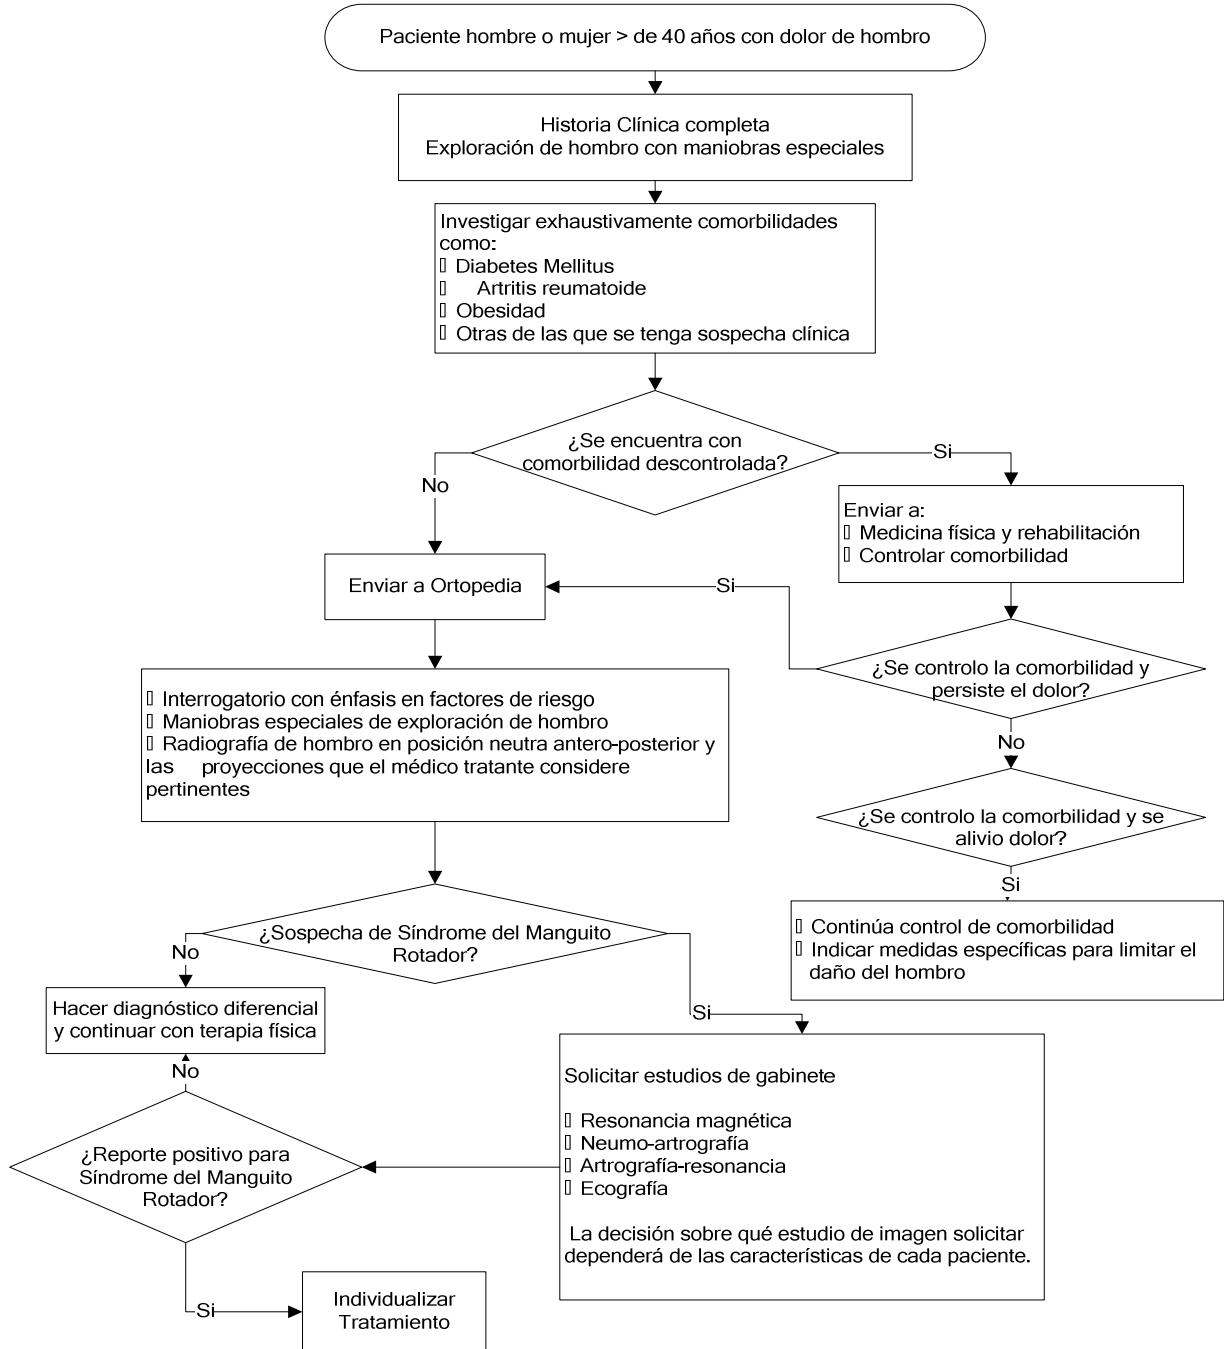 Paciente hombre o mujer > de 40 años con dolor de hombro
Historia Clínica completa
Exploración de hombro con maniobras especiales
Investigar exhaustivamente comorbilidades
como:
▯ Diabetes Mellitus
▯ Artritis reumatoide
▯ Obesidad
▯ Otras de las que se tenga sospecha clínica
¿Se encuentra con
comorbilidad descontrolada?
Si
No
Enviar a:
▯ Medicina física y rehabilitación
▯ Controlar comorbilidad
Enviar a Ortopedia
Si
¿Se controlo la comorbilidad y
persiste el dolor?
▯ Interrogatorio con énfasis en factores de riesgo
▯ Maniobras especiales de exploración de hombro
▯ Radiografía de hombro en posición neutra antero-posterior y
las proyecciones que el médico tratante considere
pertinentes
No
¿Se controlo la comorbilidad y se
alivio dolor?
Si
▯ Continúa control de comorbilidad
▯ Indicar medidas específicas para limitar el
daño del hombro
¿Sospecha de Síndrome del Manguito
Rotador?
No
Si
Hacer diagnóstico diferencial
y continuar con terapia física
No
Solicitar estudios de gabinete
▯ Resonancia magnética
▯ Neumo-artrografía
▯ Artrografía-resonancia
▯ Ecografía
La decisión sobre qué estudio de imagen solicitar
dependerá de las características de cada paciente.
¿Reporte positivo para
Síndrome del Manguito
Rotador?
Si
Individualizar
Tratamiento